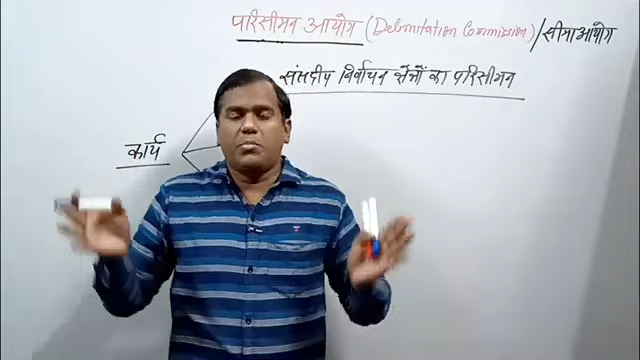 परिसीमन आयोग (Delimitation Commission) / सीमा आयोग
संसदीय निर्वाचन क्षेत्रों का परिसीमन
कार्य